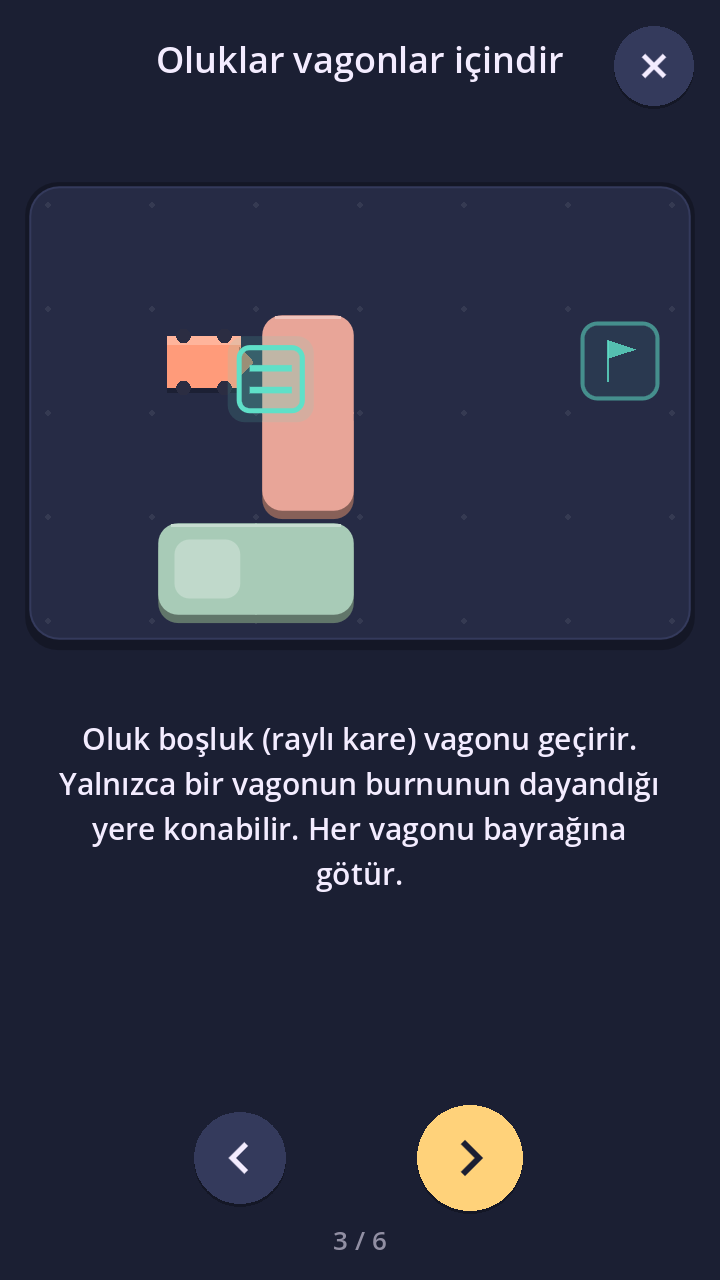 Oluklar vagonlar içindir
Oluk boşluk (raylı kare) vagonu geçirir.
Yalnızca bir vagonun burnunun dayandığı
yere konabilir. Her vagonu bayrağına
götür.
3 / 6